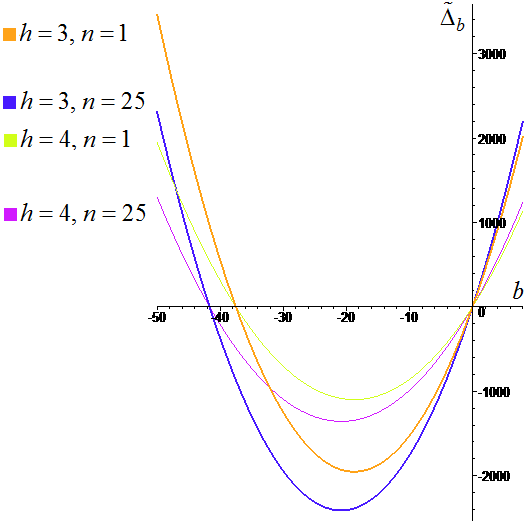 Δ̃_b
h = 3, n = 1
3000
h = 3, n = 25
h = 4, n = 1
2000
h = 4, n = 25
1000
b
-50 -40 -30 -20 -10 0
-1000
-2000